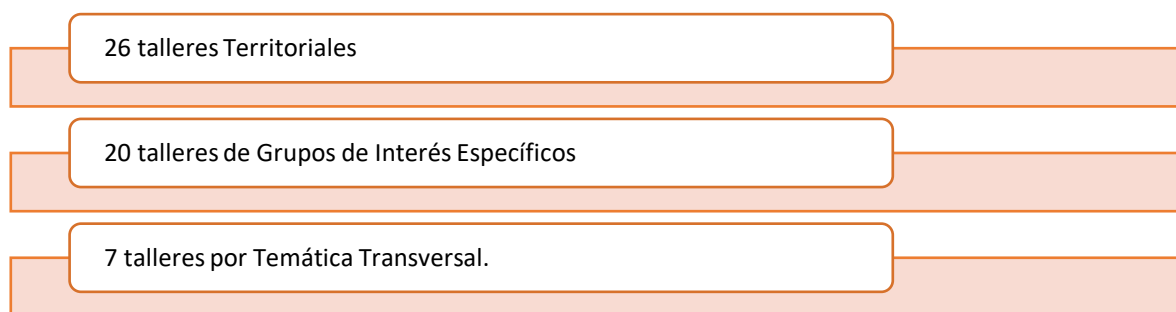 26 talleres Territoriales
20 talleres de Grupos de Interés Específicos
7 talleres por Temática Transversal.